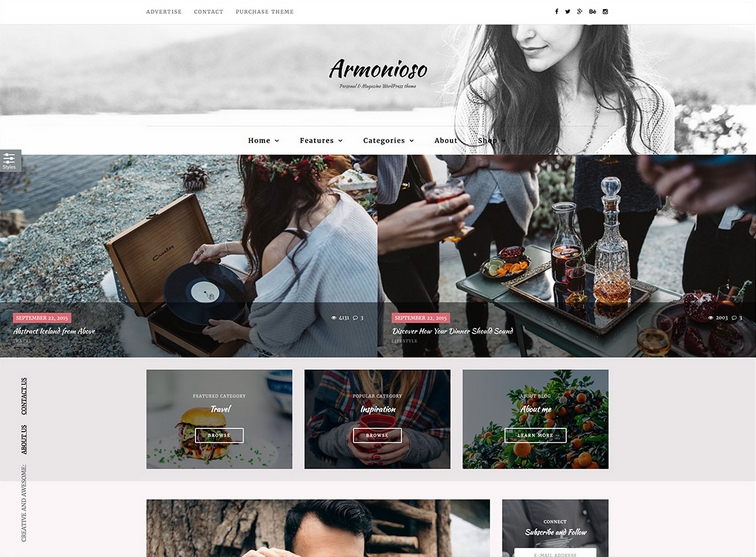 ADVERTISE CONTACT PURCHASE THEME
Armonioso
Personal & Magazine WordPress theme
Home Features Categories About Shop
Styles
Crosley
SEPTEMBER 22, 2015
4131 3
Abstract Iceland from Above
TRAVEL
SEPTEMBER 22, 2015
2003 3
Discover How Your Dinner Should Sound
LIFESTYLE
FEATURED CATEGORY
Travel
BROWSE
POPULAR CATEGORY
Inspiration
BROWSE
ABOUT BLOG
About me
LEARN MORE
CREATIVE AND AWESOME: ABOUT US CONTACT US
CONNECT
Subscribe and Follow
E-MAIL ADDRESS